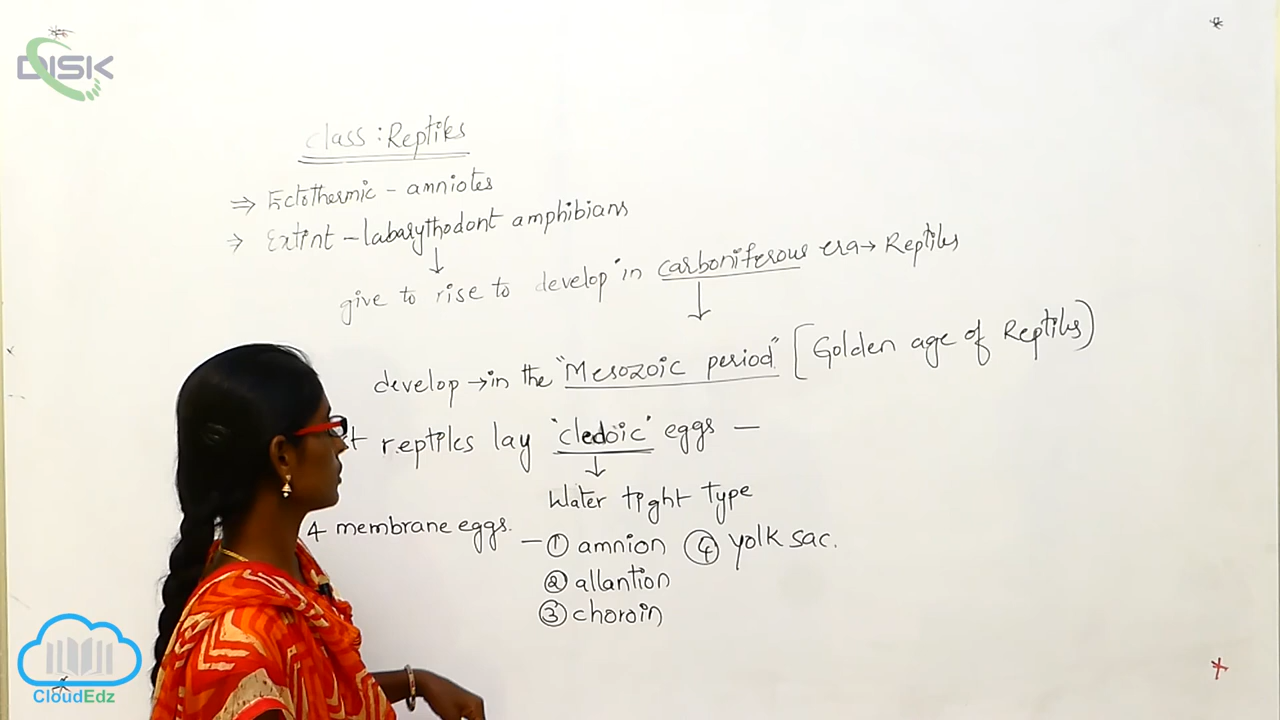 DISK
class : Reptiles
⇒ Ectothermic - amniotes
⇒ Extint - labarythodont amphibians
↓
give to rise to develop in carboniferous era → Reptiles
↓
develop → in the "Mesozoic period" [Golden age of Reptiles)
reptiles lay "cledoic" eggs —
↓
Water tight type
4 membrane eggs. — ① amnion ④ yolk sac.
② allantion
③ choroin
CloudEdz